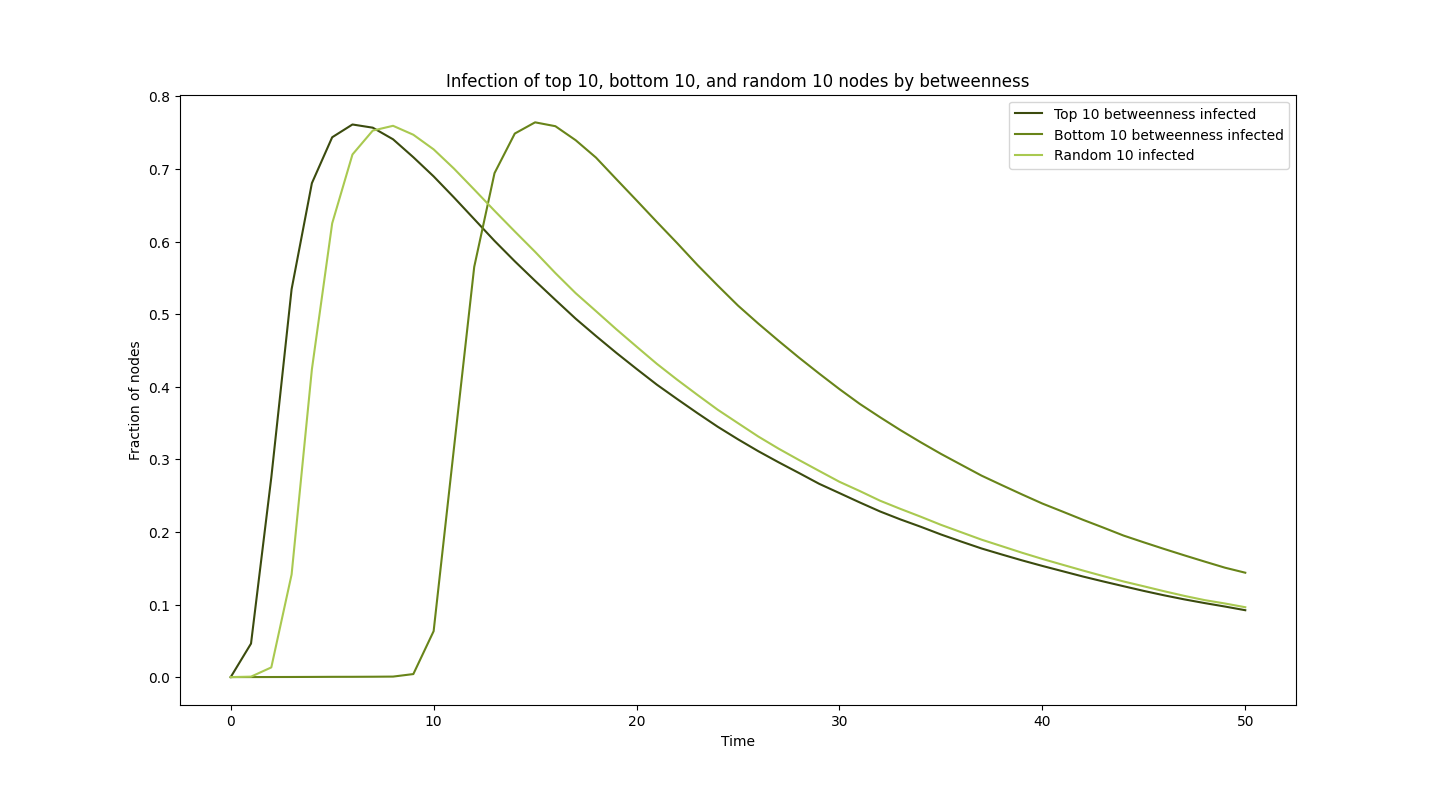 Infection of top 10, bottom 10, and random 10 nodes by betweenness
Top 10 betweenness infected
Bottom 10 betweenness infected
Random 10 infected
Fraction of nodes
0.8
0.7
0.6
0.5
0.4
0.3
0.2
0.1
0.0
0 10 20 30 40 50
Time